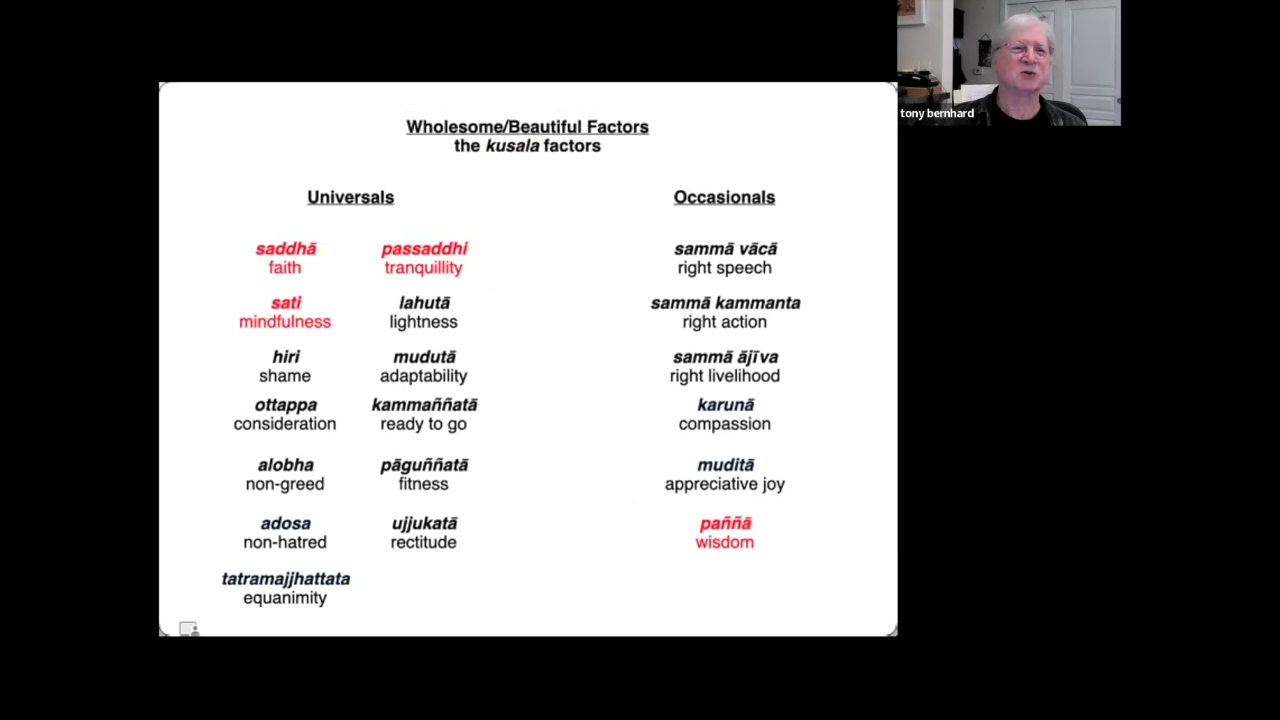 Wholesome/Beautiful Factors
the kusala factors
Universals
saddhā
faith
sati
mindfulness
hiri
shame
ottappa
consideration
alobha
non-greed
adosa
non-hatred
tatramajjhattata
equanimity
passaddhi
tranquillity
lahutā
lightness
mudutā
adaptability
kammaññatā
ready to go
pāguññatā
fitness
ujjukatā
rectitude
Occasionals
sammā vācā
right speech
sammā kammanta
right action
sammā ājīva
right livelihood
karunā
compassion
muditā
appreciative joy
paññā
wisdom
tony bernhard